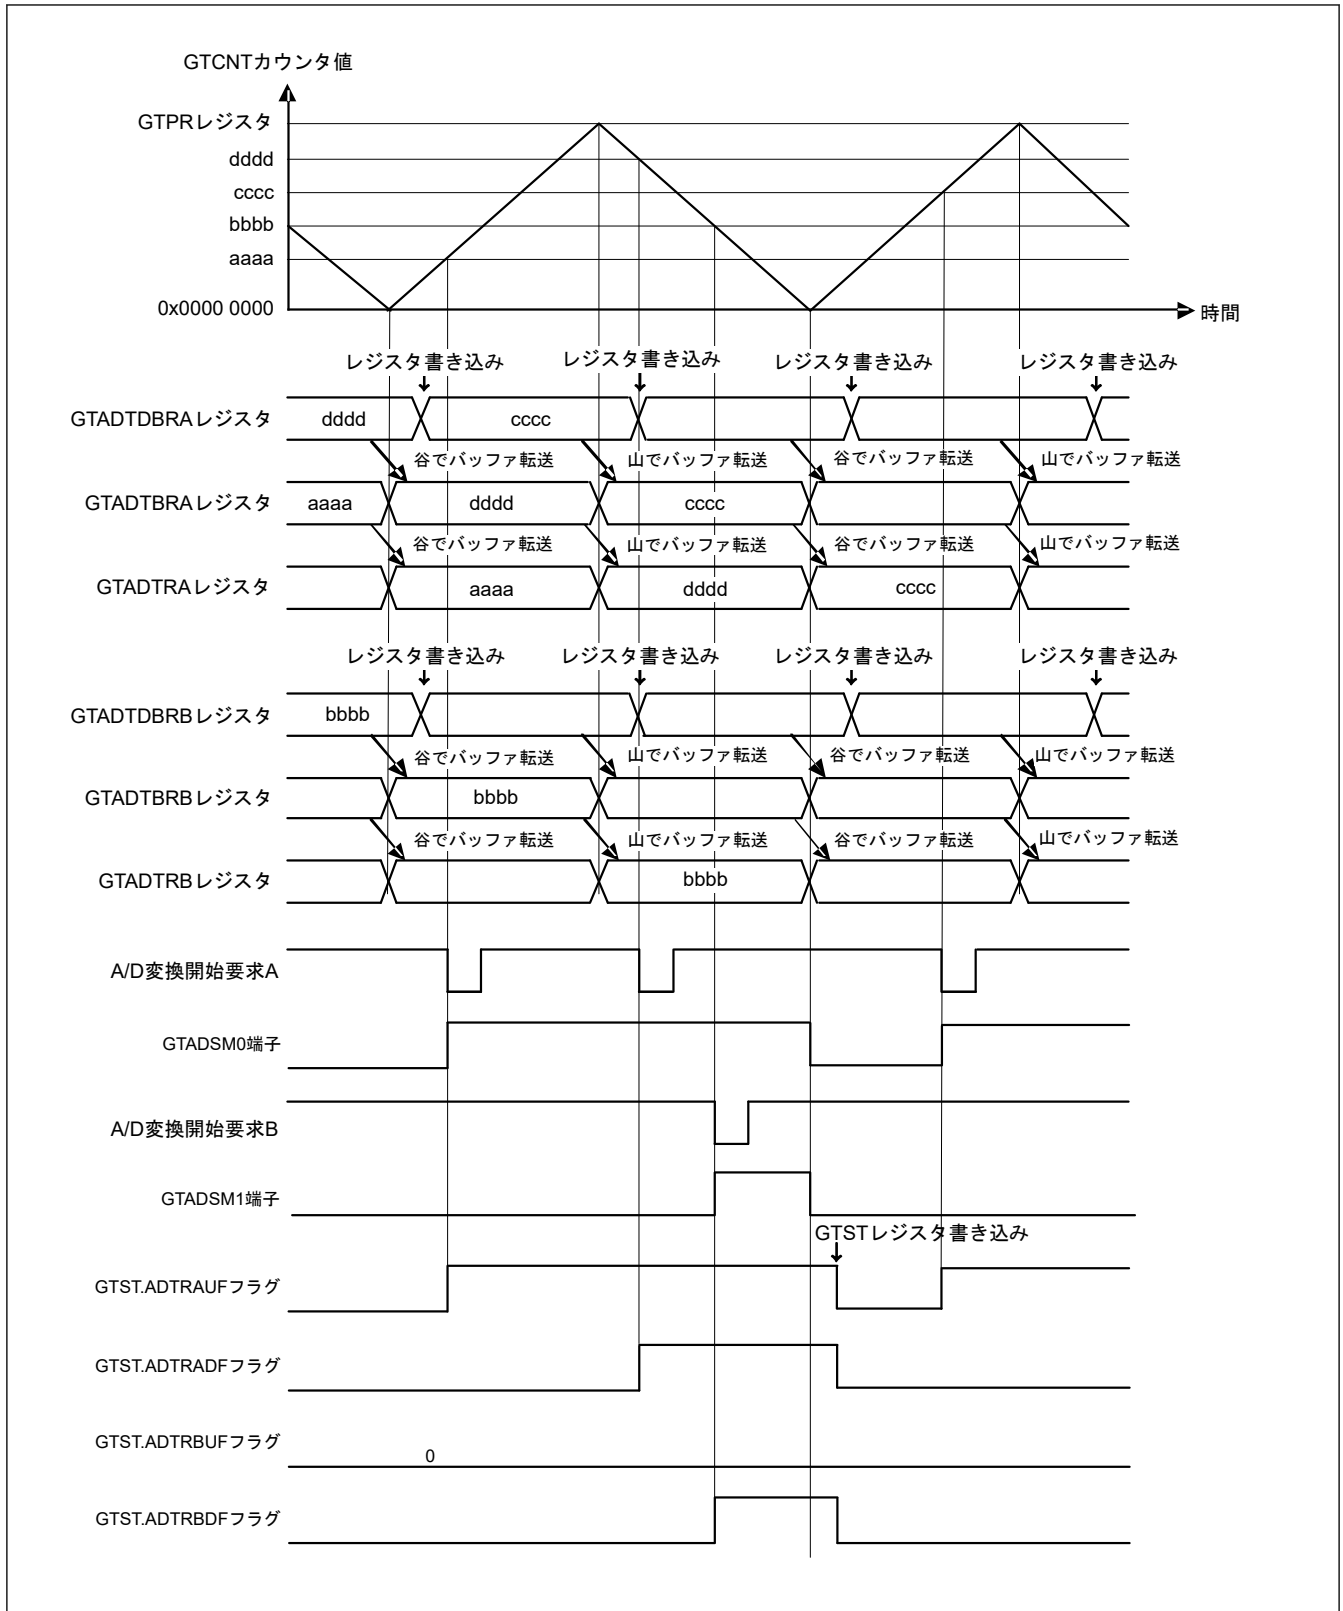 GTCNTカウンタ値
GTPRレジスタ
dddd
cccc
bbbb
aaaa
0x0000 0000
時間
レジスタ書き込み レジスタ書き込み レジスタ書き込み レジスタ書き込み
GTADTDBRAレジスタ dddd cccc
谷でバッファ転送 山でバッファ転送 谷でバッファ転送 山でバッファ転送
GTADTBRAレジスタ aaaa dddd cccc
谷でバッファ転送 山でバッファ転送 谷でバッファ転送 山でバッファ転送
GTADTRAレジスタ aaaa dddd cccc
レジスタ書き込み レジスタ書き込み レジスタ書き込み レジスタ書き込み
GTADTDBRBレジスタ bbbb
谷でバッファ転送 山でバッファ転送 谷でバッファ転送 山でバッファ転送
GTADTBRBレジスタ bbbb
谷でバッファ転送 山でバッファ転送 谷でバッファ転送 山でバッファ転送
GTADTRBレジスタ bbbb
A/D変換開始要求A
GTADSM0端子
A/D変換開始要求B
GTADSM1端子
GTSTレジスタ書き込み
GTST.ADTRAUFフラグ
GTST.ADTRADFフラグ
GTST.ADTRBUFフラグ 0
GTST.ADTRBDFフラグ